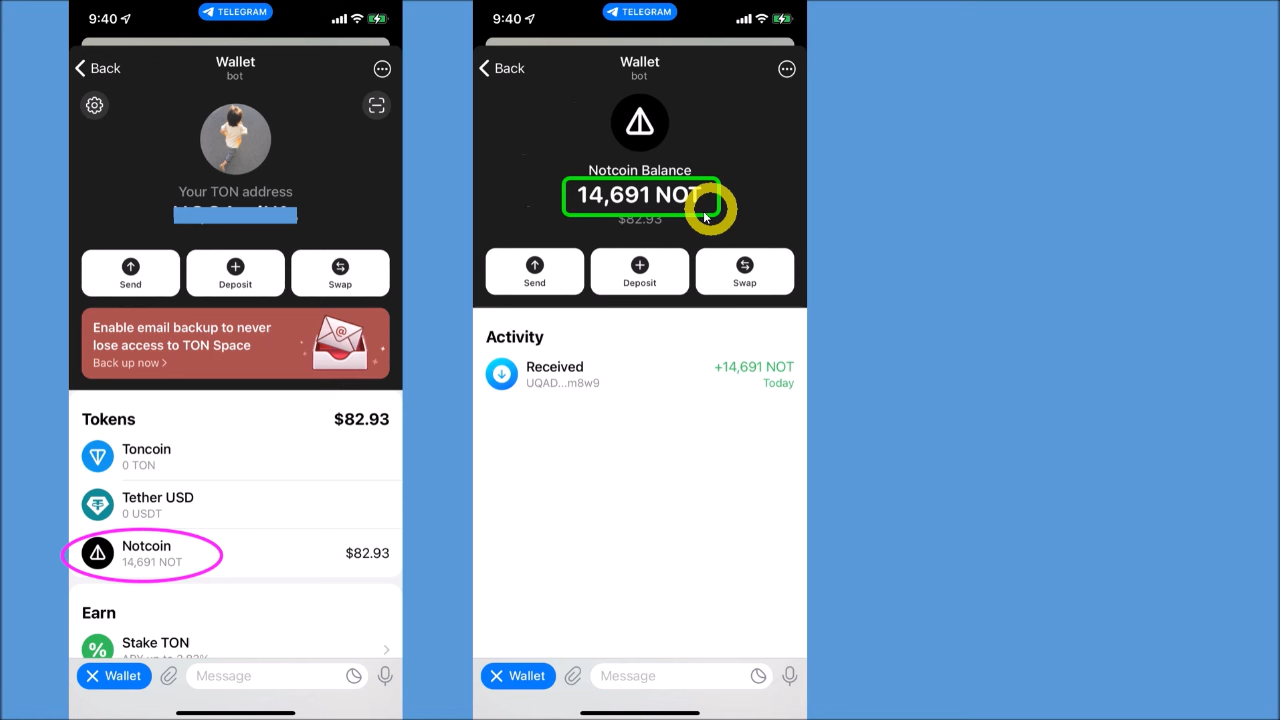 9:40
TELEGRAM
Back
Wallet
bot
Your TON address
Send
Deposit
Swap
Enable email backup to never
lose access to TON Space
Back up now >
Tokens
$82.93
Toncoin
0 TON
Tether USD
0 USDT
Notcoin
14,691 NOT
$82.93
Earn
Stake TON
Wallet
Message
9:40
TELEGRAM
Back
Wallet
bot
Notcoin Balance
14,691 NOT
$82.93
Send
Deposit
Swap
Activity
Received
+14,691 NOT
UQAD...m8w9
Today
Wallet
Message